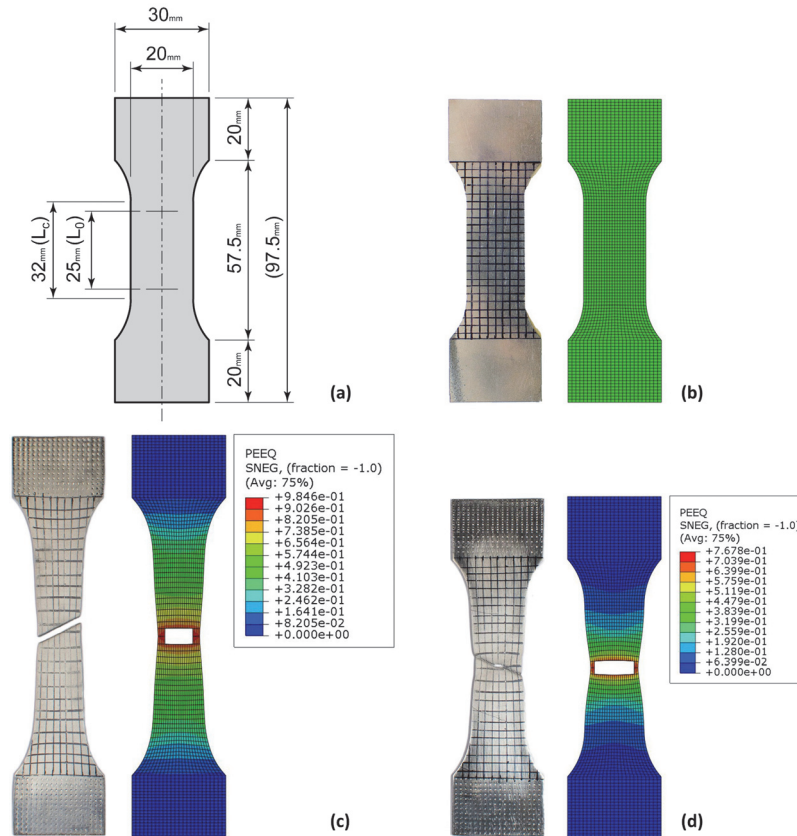 30mm
20mm
20mm
32mm (Lc)
25mm (L0)
57.5mm
(97.5mm)
20mm
(a)
(b)
PEEQ
SNEG, (fraction = -1.0)
(Avg: 75%)
+9.846e-01
+9.026e-01
+8.205e-01
+7.385e-01
+6.564e-01
+5.744e-01
+4.923e-01
+4.103e-01
+3.282e-01
+2.462e-01
+1.641e-01
+8.205e-02
+0.000e+00
(c)
PEEQ
SNEG, (fraction = -1.0)
(Avg: 75%)
+7.678e-01
+7.039e-01
+6.399e-01
+5.759e-01
+5.119e-01
+4.479e-01
+3.839e-01
+3.199e-01
+2.559e-01
+1.920e-01
+1.280e-01
+6.399e-02
+0.000e+00
(d)